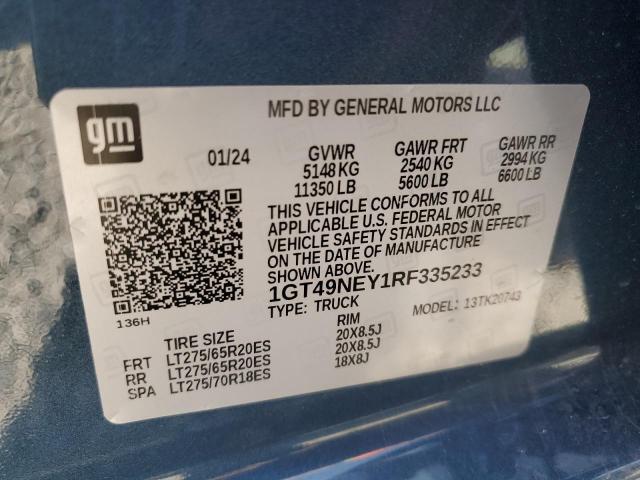 gm
MFD BY GENERAL MOTORS LLC
01/24 GVWR GAWR FRT GAWR RR
5148 KG 2540 KG 2994 KG
11350 LB 5600 LB 6600 LB
THIS VEHICLE CONFORMS TO ALL
APPLICABLE U.S. FEDERAL MOTOR
VEHICLE SAFETY STANDARDS IN EFFECT
ON THE DATE OF MANUFACTURE
SHOWN ABOVE.
1GT49NEY1RF335233
TYPE: TRUCK MODEL: 13TK20743
136H
TIRE SIZE RIM
FRT LT275/65R20ES 20X8.5J
RR LT275/65R20ES 20X8.5J
SPA LT275/70R18ES 18X8J